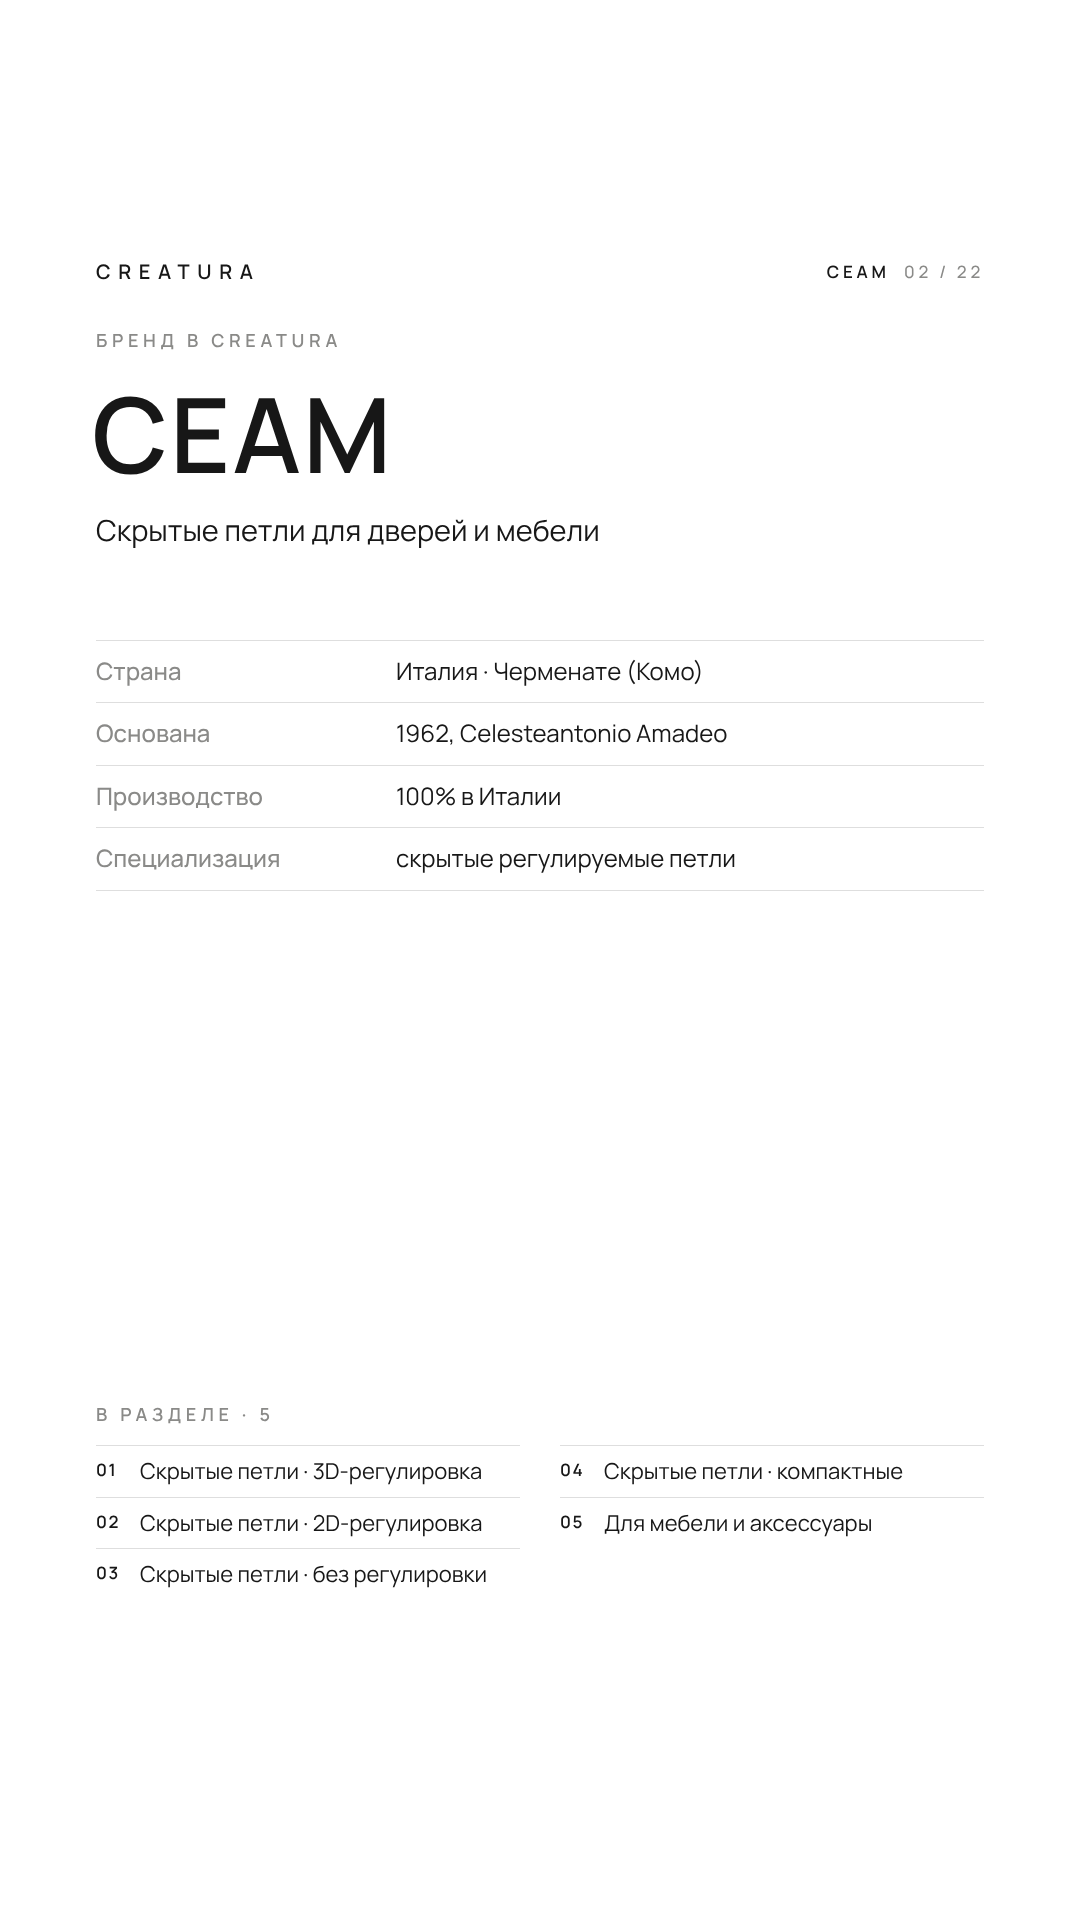 CREATURA
CEAM 02 / 22
БРЕНД В CREATURA
CEAM
Скрытые петли для дверей и мебели
Страна Италия · Черменате (Комо)
Основана 1962, Celesteantonio Amadeo
Производство 100% в Италии
Специализация скрытые регулируемые петли
В РАЗДЕЛЕ · 5
01 Скрытые петли · 3D-регулировка
02 Скрытые петли · 2D-регулировка
03 Скрытые петли · без регулировки
04 Скрытые петли · компактные
05 Для мебели и аксессуары